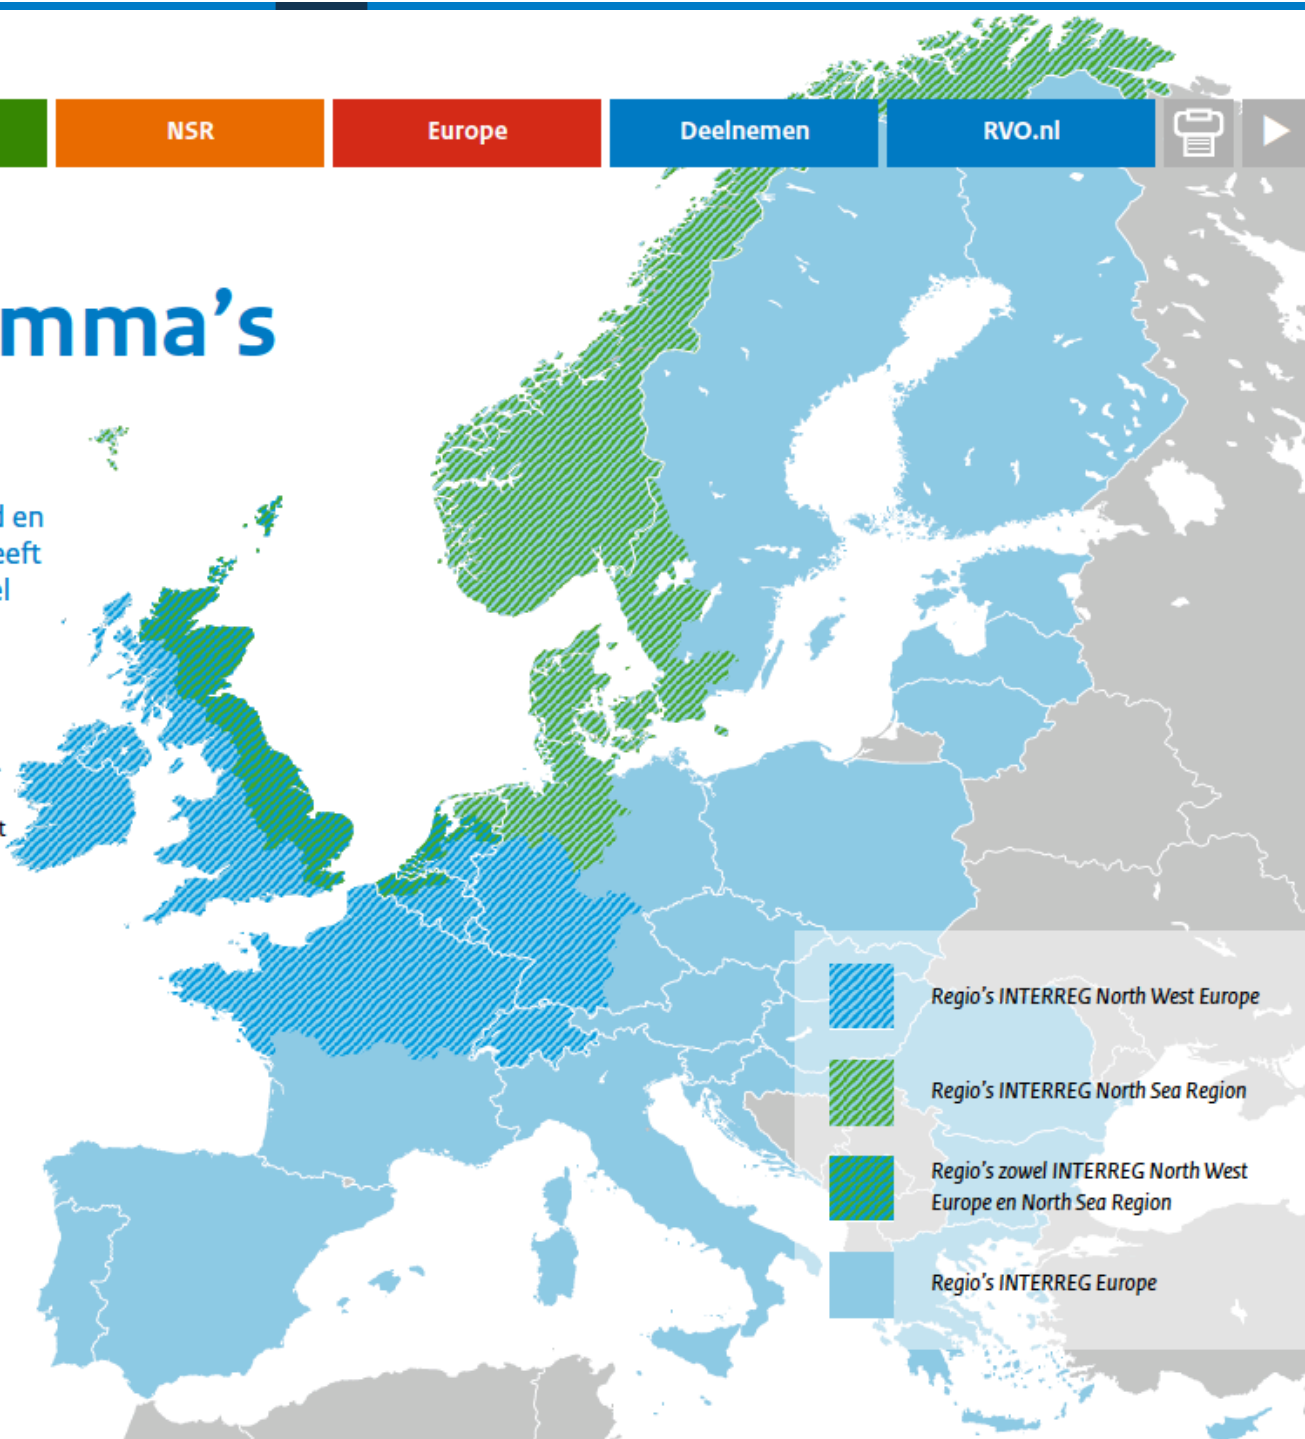 NSR
Europe
Deelnemen
RVO.nl
mma's
en
eeft
el
t
Regio's INTERREG North West Europe
Regio's INTERREG North Sea Region
Regio's zowel INTERREG North West
Europe en North Sea Region
Regio's INTERREG Europe